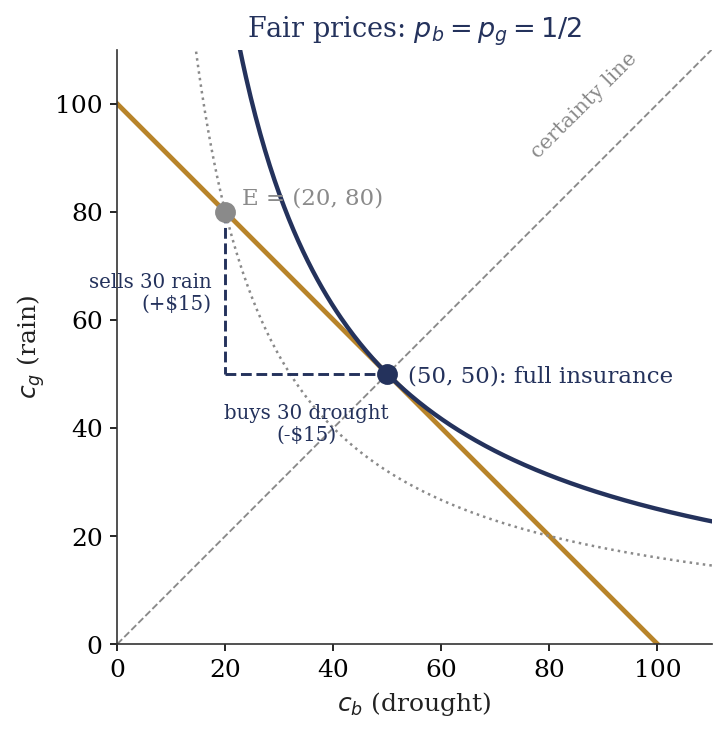 Fair prices: p_b = p_g = 1/2
certainty line
100
E = (20, 80)
80
sells 30 rain
(+$15)
60
c_g (rain)
(50, 50): full insurance
buys 30 drought
(-$15)
40
20
0
0 20 40 60 80 100
c_b (drought)